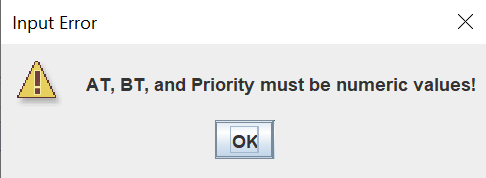 Input Error
AT, BT, and Priority must be numeric values!
OK